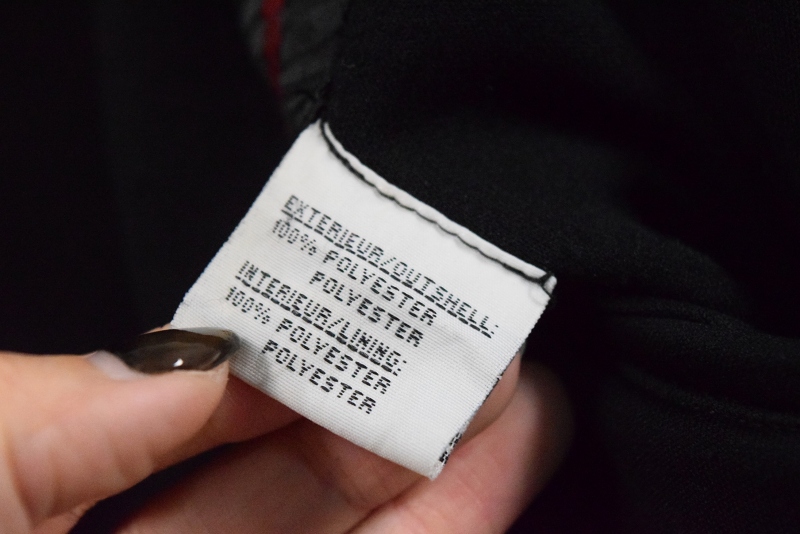 EXTERIEUR/OUTSHELL:
100% POLYESTER
POLYESTER
INTERIEUR/LINING:
100% POLYESTER
POLYESTER